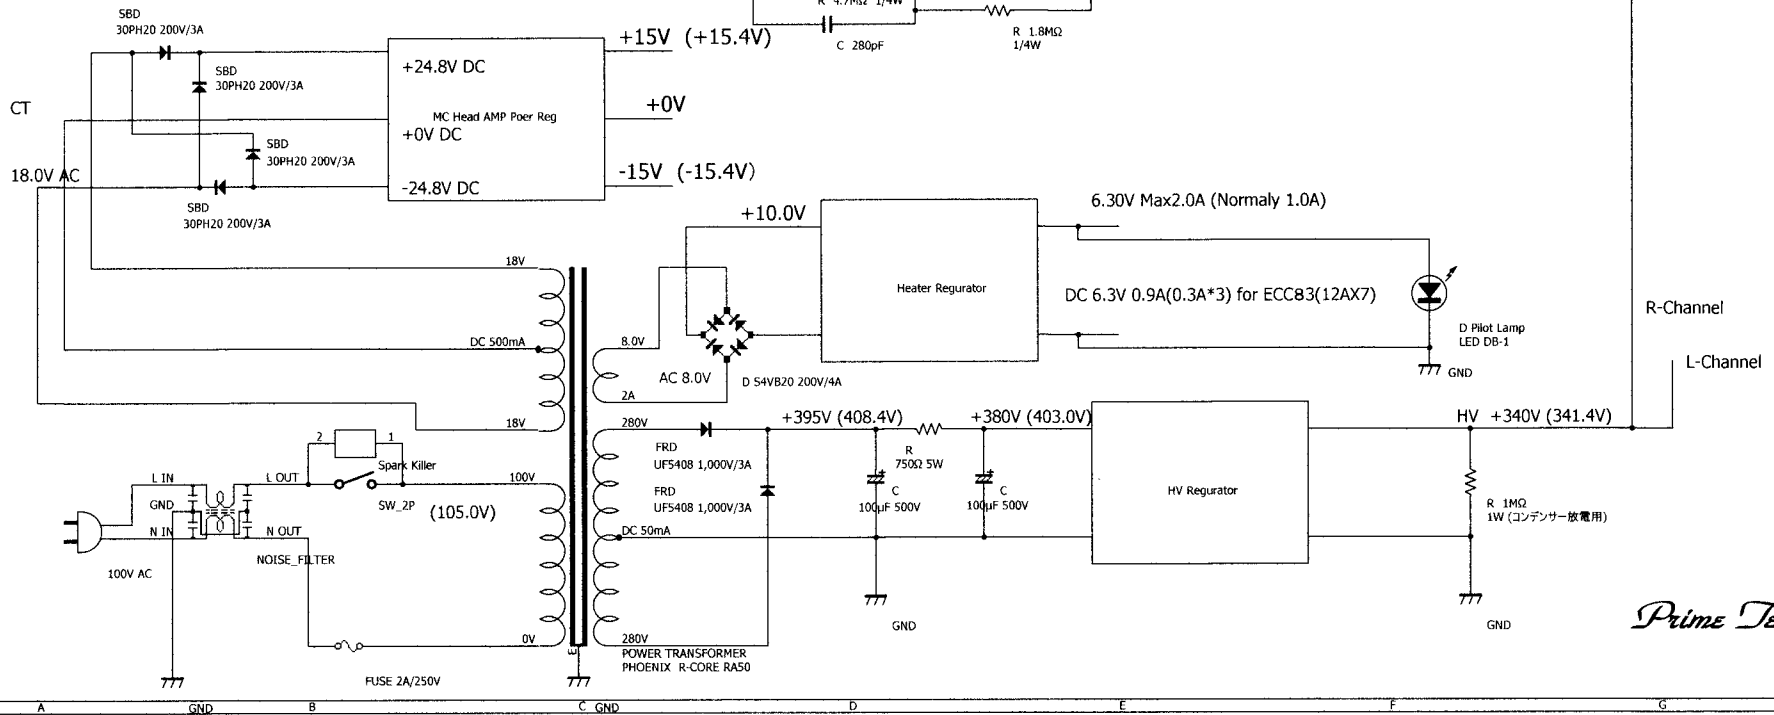 R 4.7MΩ 1/4W
C 280pF
R 1.8MΩ
1/4W
SBD
30PH20 200V/3A
SBD
30PH20 200V/3A
SBD
30PH20 200V/3A
SBD
30PH20 200V/3A
CT
18.0V AC
+24.8V DC
MC Head AMP Poer Reg
+0V DC
-24.8V DC
+15V (+15.4V)
+0V
-15V (-15.4V)
+10.0V
Heater Regurator
6.30V Max2.0A (Normaly 1.0A)
DC 6.3V 0.9A(0.3A*3) for ECC83(12AX7)
D Pilot Lamp
LED DB-1
GND
R-Channel
L-Channel
18V
DC 500mA
18V
8.0V
AC 8.0V
2A
D S4VB20 200V/4A
280V
FRD
UF5408 1,000V/3A
FRD
UF5408 1,000V/3A
DC 50mA
280V
+395V (408.4V)
R
750Ω 5W
+380V (403.0V)
C
100μF 500V
C
100μF 500V
HV Regurator
HV +340V (341.4V)
R 1MΩ
1W (コンデンサー放電用)
GND
GND
2
1
Spark Killer
SW_2P
(105.0V)
100V
0V
L IN
GND
N IN
L OUT
N OUT
NOISE_FILTER
100V AC
FUSE 2A/250V
E
POWER TRANSFORMER
PHOENIX R-CORE RA50
Prime Te
A
GND
B
C
GND
D
E
F
G